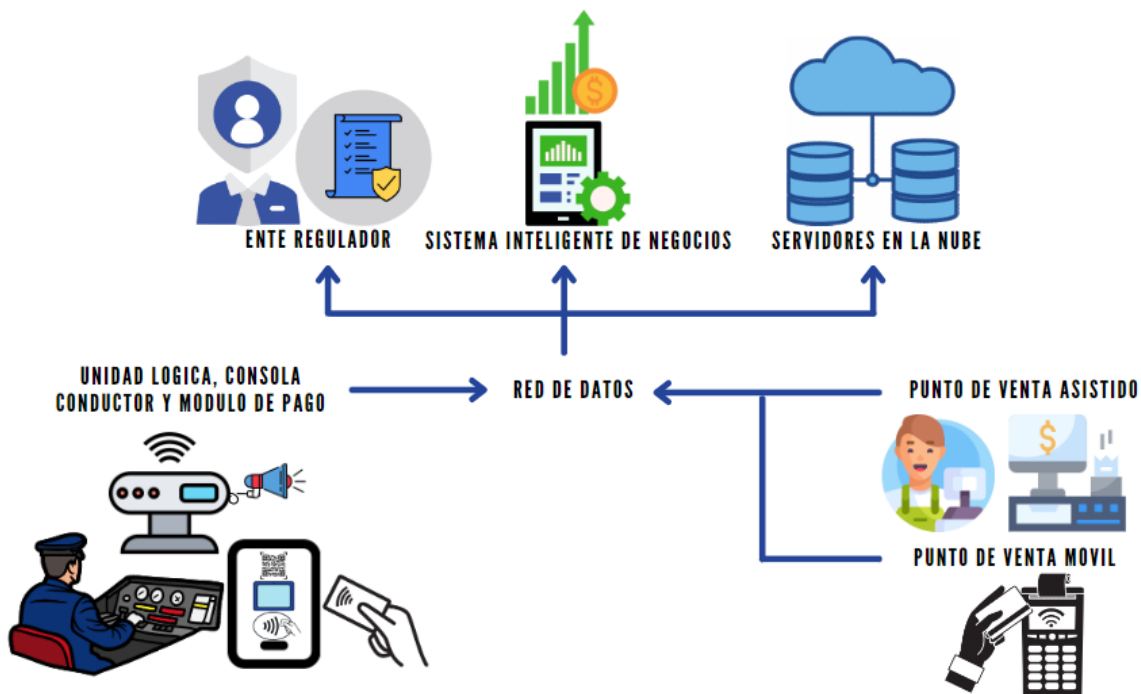 ENTE REGULADOR
SISTEMA INTELIGENTE DE NEGOCIOS
SERVIDORES EN LA NUBE
UNIDAD LOGICA, CONSOLA
CONDUCTOR Y MODULO DE PAGO
RED DE DATOS
PUNTO DE VENTA ASISTIDO
PUNTO DE VENTA MOVIL